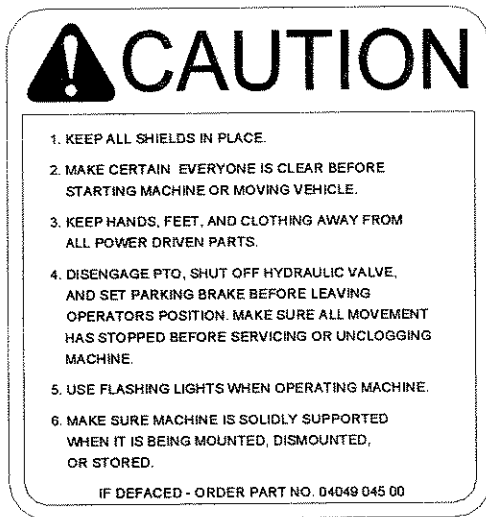 CAUTION
1. KEEP ALL SHIELDS IN PLACE.
2. MAKE CERTAIN EVERYONE IS CLEAR BEFORE
STARTING MACHINE OR MOVING VEHICLE.
3. KEEP HANDS, FEET, AND CLOTHING AWAY FROM
ALL POWER DRIVEN PARTS.
4. DISENGAGE PTO, SHUT OFF HYDRAULIC VALVE,
AND SET PARKING BRAKE BEFORE LEAVING
OPERATORS POSITION. MAKE SURE ALL MOVEMENT
HAS STOPPED BEFORE SERVICING OR UNCLOGGING
MACHINE.
5. USE FLASHING LIGHTS WHEN OPERATING MACHINE.
6. MAKE SURE MACHINE IS SOLIDLY SUPPORTED
WHEN IT IS BEING MOUNTED, DISMOUNTED,
OR STORED.
IF DEFACED - ORDER PART NO. 04049 045 00